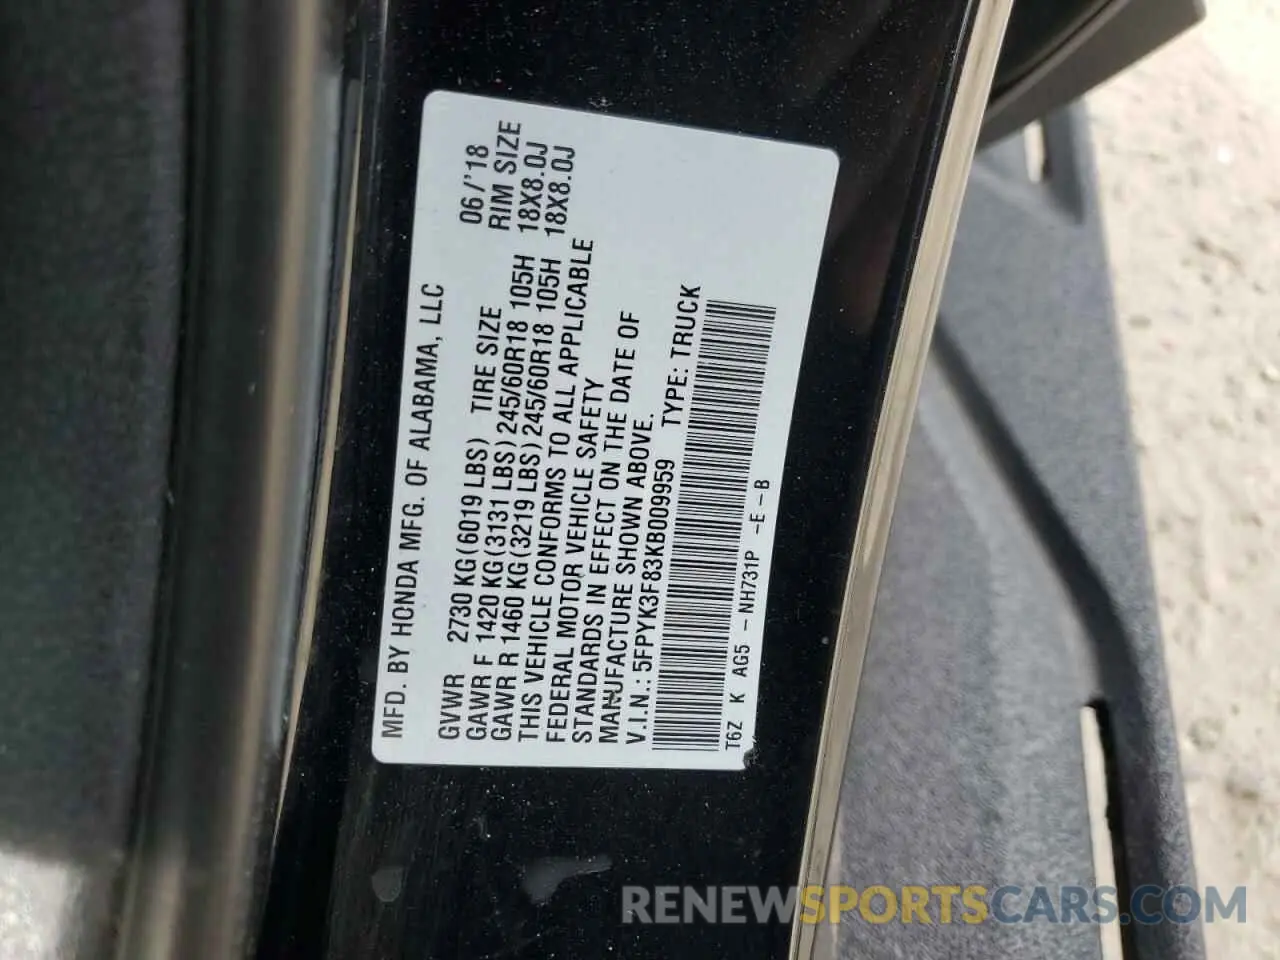 MFD. BY HONDA MFG. OF ALABAMA, LLC
06/'18
GVWR 2730 KG(6019 LBS) TIRE SIZE RIM SIZE
GAWR F 1420 KG(3131 LBS) 245/60R18 105H 18X8.0J
GAWR R 1460 KG(3219 LBS) 245/60R18 105H 18X8.0J
THIS VEHICLE CONFORMS TO ALL APPLICABLE
FEDERAL MOTOR VEHICLE SAFETY
STANDARDS IN EFFECT ON THE DATE OF
MANUFACTURE SHOWN ABOVE.
V.I.N.: 5FPYK3F83KB009959 TYPE: TRUCK
T6Z K AG5 -NH731P -E -B
RENEWSPORTSCARS.COM